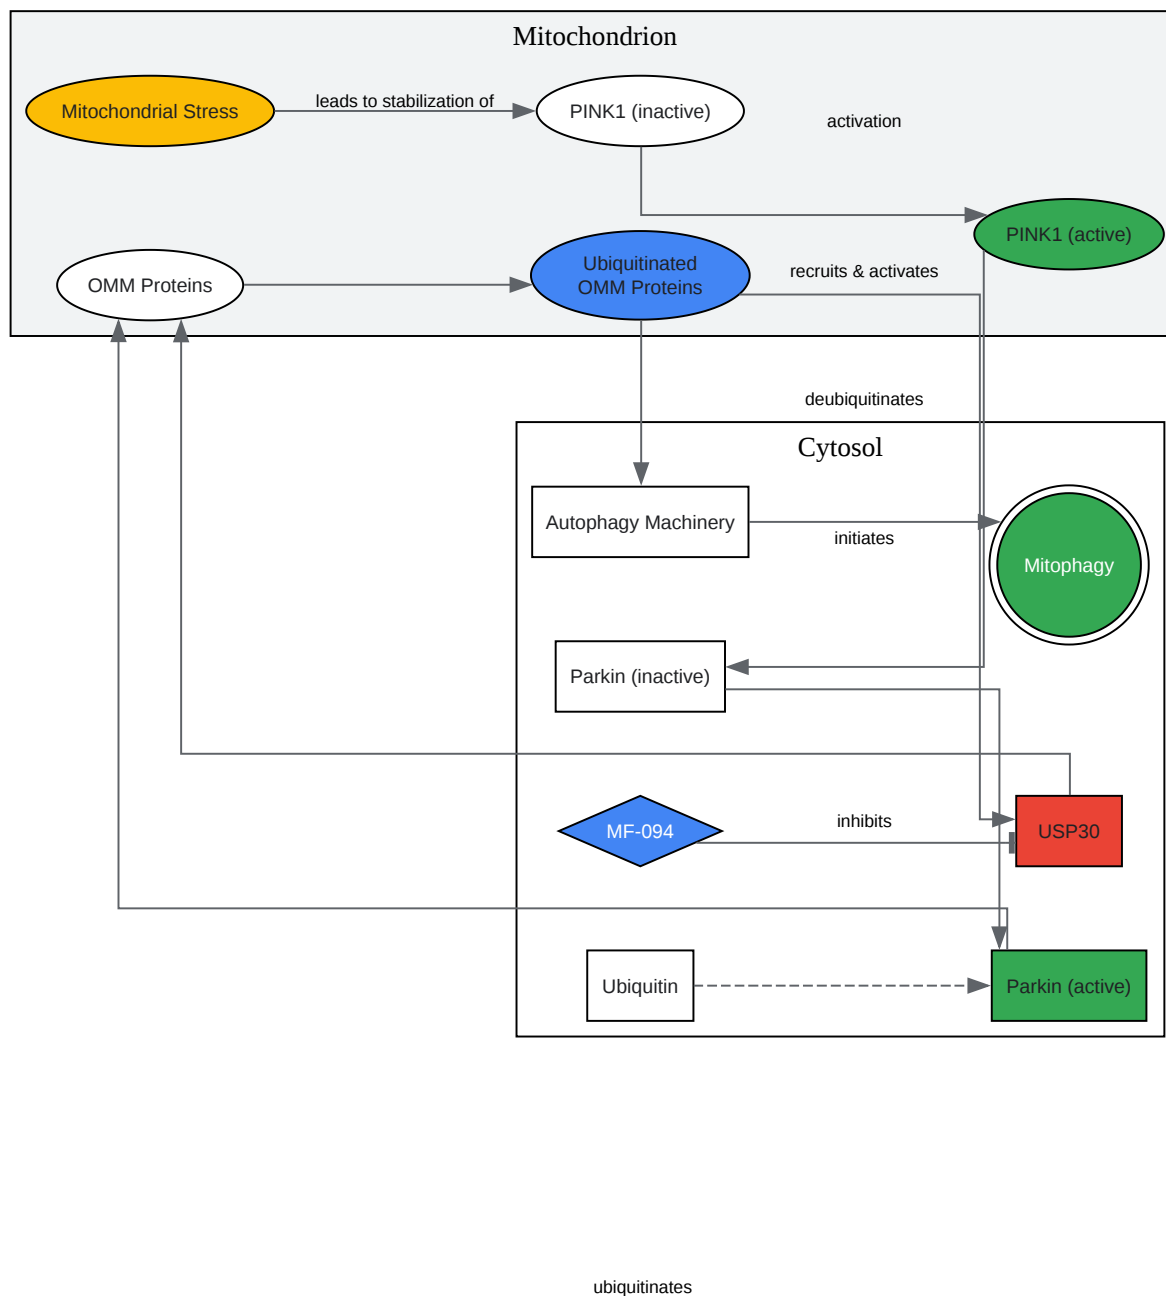 Mitochondrion
Mitochondrial Stress
leads to stabilization of
PINK1 (inactive)
activation
PINK1 (active)
OMM Proteins
Ubiquitinated
OMM Proteins
recruits & activates
deubiquitinates
Cytosol
Autophagy Machinery
initiates
Mitophagy
Parkin (inactive)
MF-094
inhibits
USP30
Ubiquitin
Parkin (active)
ubiquitinates